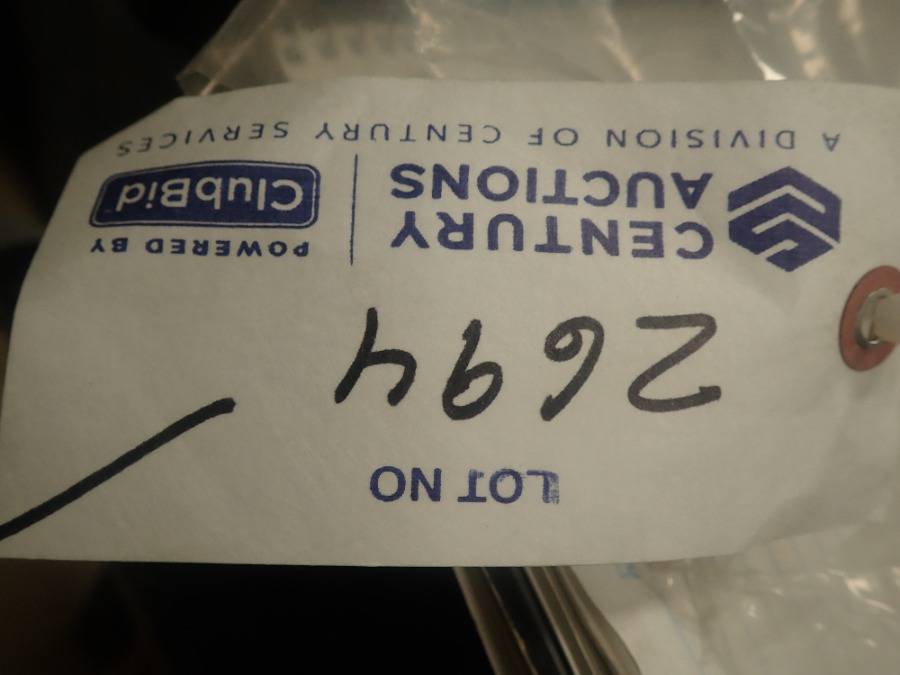 LOT NO
2694
CENTURY
AUCTIONS
POWERED BY
ClubBid
A DIVISION OF CENTURY SERVICES